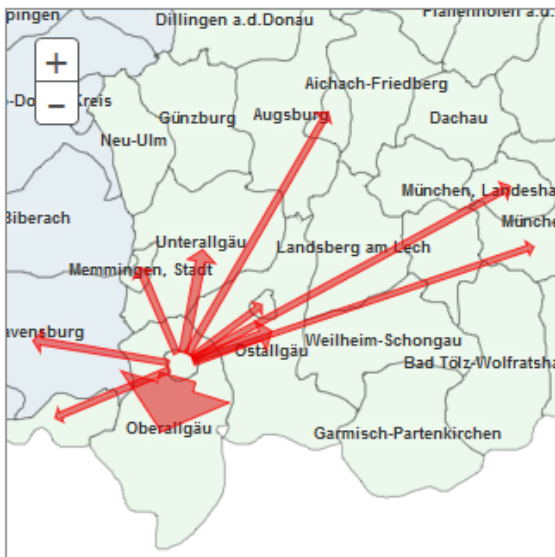 Dillingen a.d.Donau
+
Aichach-Friedberg
Günzburg
Augsburg
Dachau
Neu-Ulm
München, Landesha
Biberach
Münche
Unterallgäu
Landsberg am Lech
Memmingen, Stadt
avensburg
Ostallgäu
Weilheim-Schongau
Bad Tölz-Wolfratsha
Oberallgäu
Garmisch-Partenkirchen